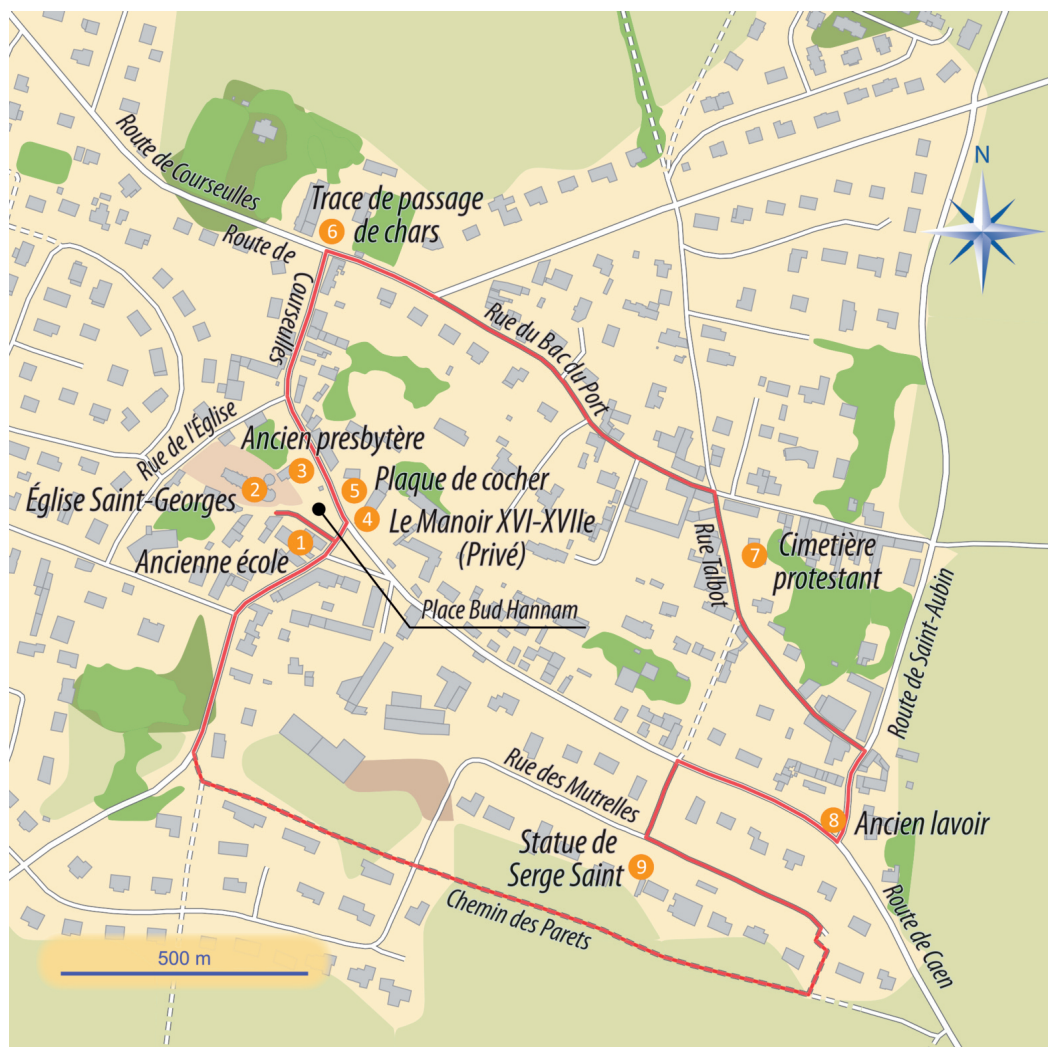 N
Route de Courseulles
Trace de passage
de chars
6
Route de
Courseulles
Rue du Bac du Port
Rue de l'Église
Ancien presbytère
3
5
Plaque de cocher
2
Église Saint-Georges
4
Le Manoir XVI-XVIIe
(Privé)
1
Ancienne école
Rue Talbot
7
Cimetière
protestant
Place Bud Hannam
Route de Saint-Aubin
Rue des Mutrelles
8
Ancien lavoir
Statue de
Serge Saint
9
Chemin des Parets
Route de Caen
500 m